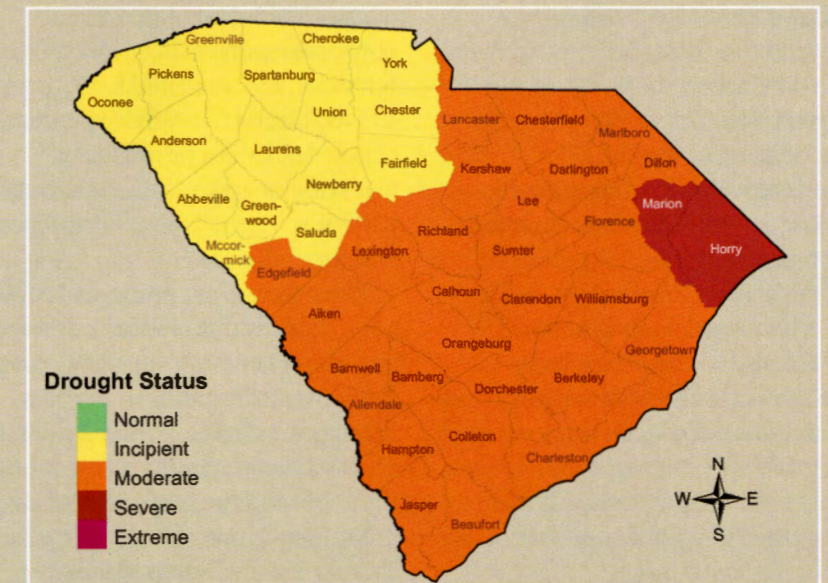 Greenville
Cherokee
York
Pickens
Spartanburg
Oconee
Union
Chester
Anderson
Laurens
Fairfield
Newberry
Abbeville
Green-
wood
Saluda
Mccor-
mick
Lancaster
Chesterfield
Marlboro
Kershaw
Darlington
Dillon
Lee
Marion
Florence
Horry
Richland
Lexington
Sumter
Edgefield
Calhoun
Clarendon
Williamsburg
Aiken
Orangeburg
Georgetown
Barnwell
Bamberg
Dorchester
Berkeley
Allendale
Colleton
Hampton
Charleston
Jasper
Beaufort
Drought Status
Normal
Incipient
Moderate
Severe
Extreme
N
W E
S